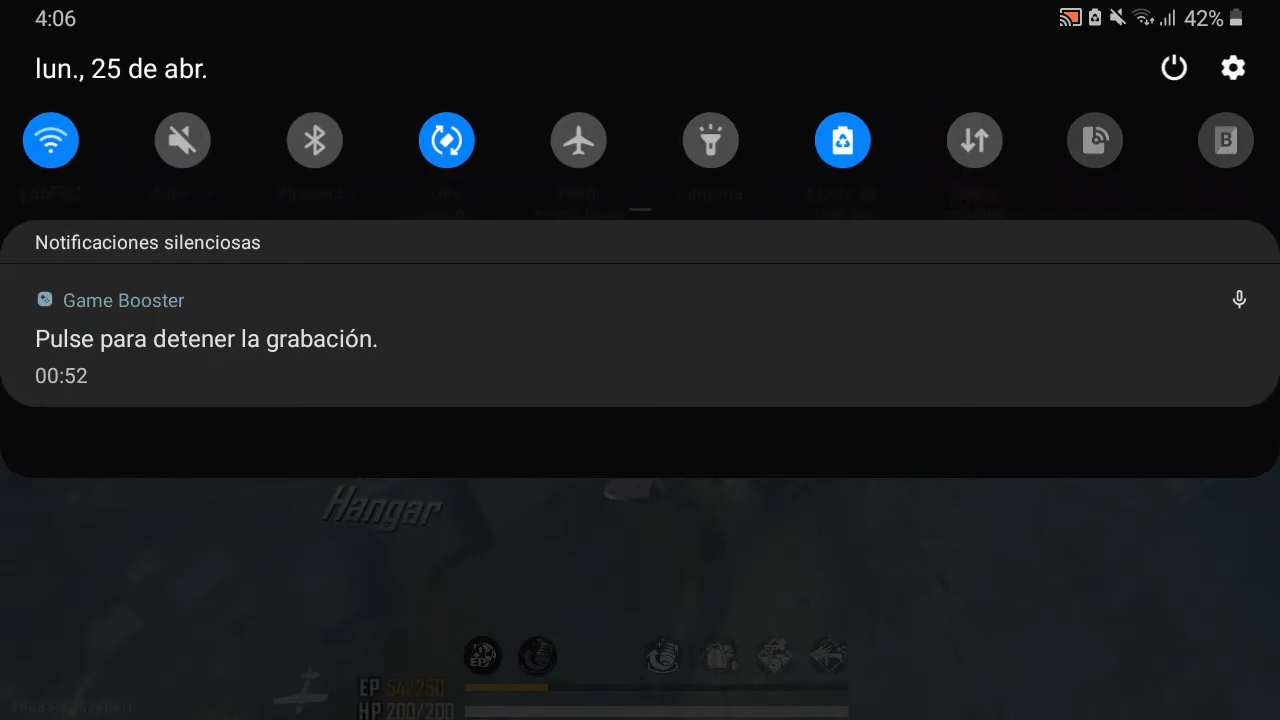 4:06
42%
lun., 25 de abr.
B
Notificaciones silenciosas
Game Booster
Pulse para detener la grabación.
00:52
Hangar
EP
EP 54/250
HP 200/200